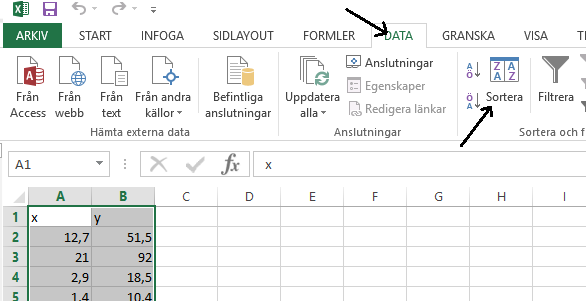 ARKIV START INFOGA SIDLAYOUT FORMLER DATA GRANSKA VISA
Från Access
Från webb
Från text
Från andra källor
Befintliga anslutningar
Hämta externa data
Uppdatera alla
Anslutningar
Egenskaper
Redigera länkar
Anslutningar
A Ö
Ö A
Z A A Z
Sortera
Filtrera
Sortera och f
A1 fx x
A B C D E F G H I
1 x y
2 12,7 51,5
3 21 92
4 2,9 18,5
5 1,4 10,4